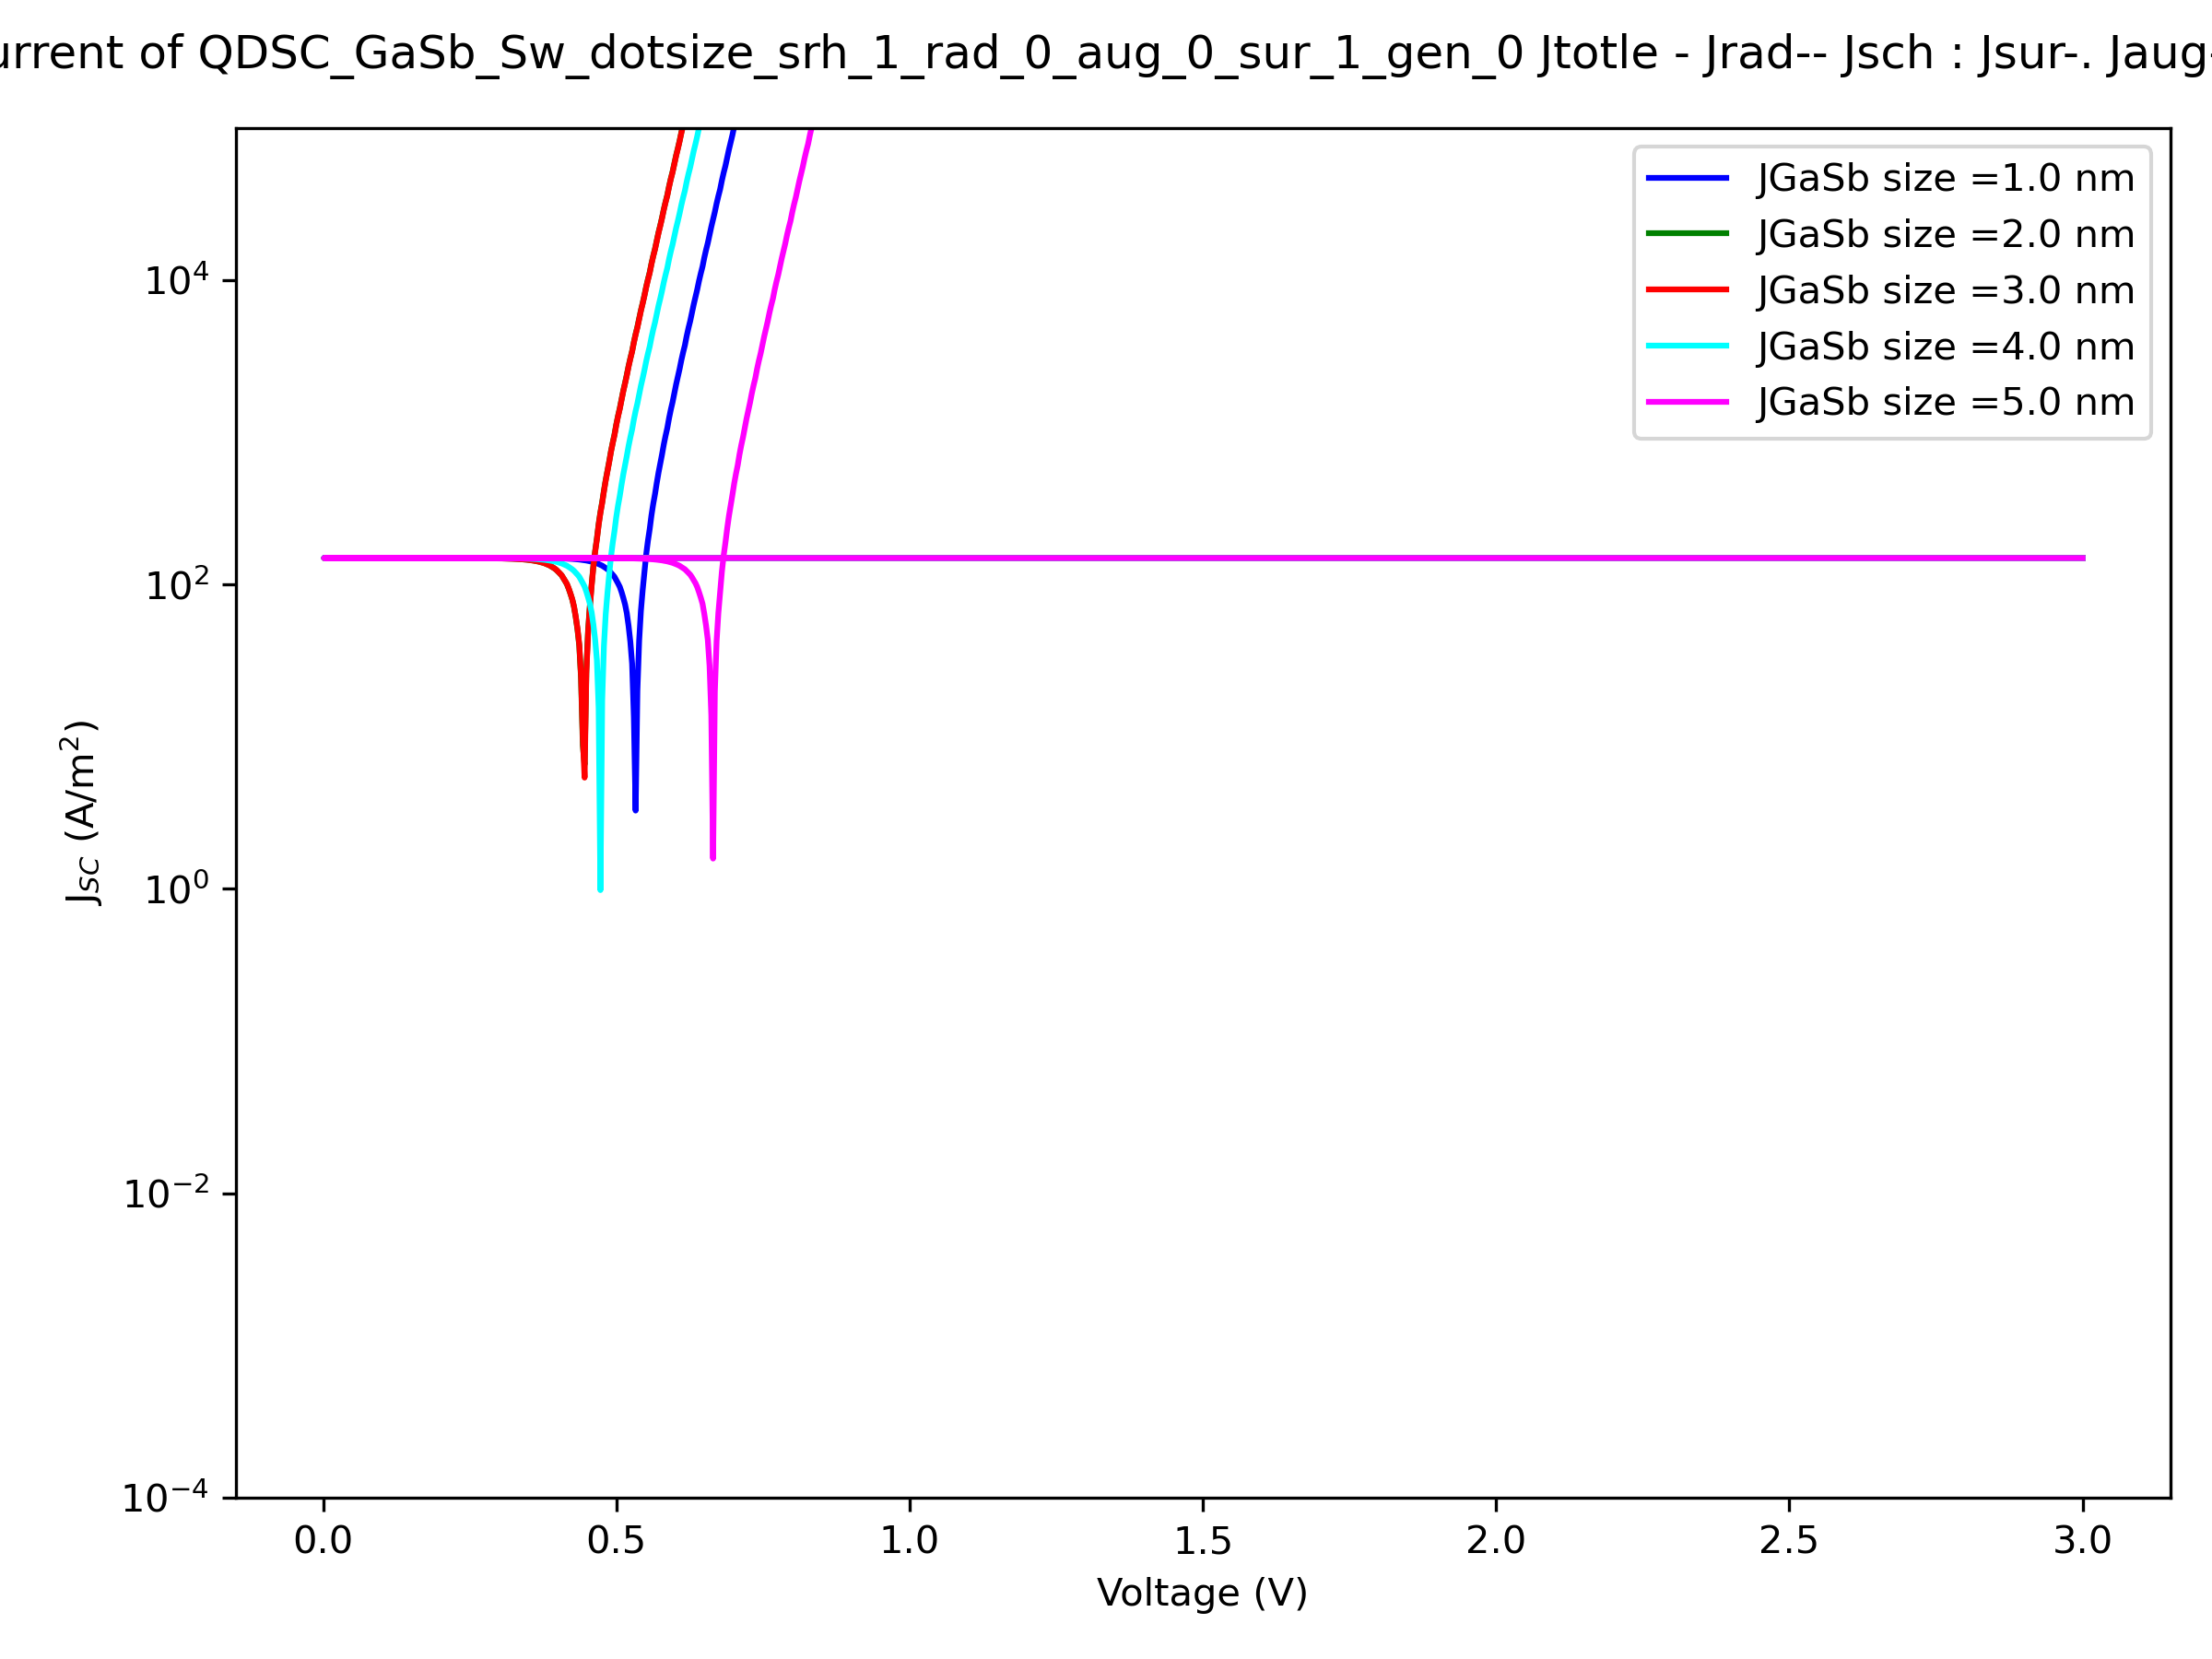 urrent of QDSC_GaSb_Sw_dotsize_srh_1_rad_0_aug_0_sur_1_gen_0 Jtotle - Jrad-- Jsch : Jsur-. Jaug-
JGaSb size =1.0 nm
JGaSb size =2.0 nm
JGaSb size =3.0 nm
JGaSb size =4.0 nm
JGaSb size =5.0 nm
10⁴
10²
10⁰
10⁻²
10⁻⁴
J_SC (A/m²)
0.0 0.5 1.0 1.5 2.0 2.5 3.0
Voltage (V)